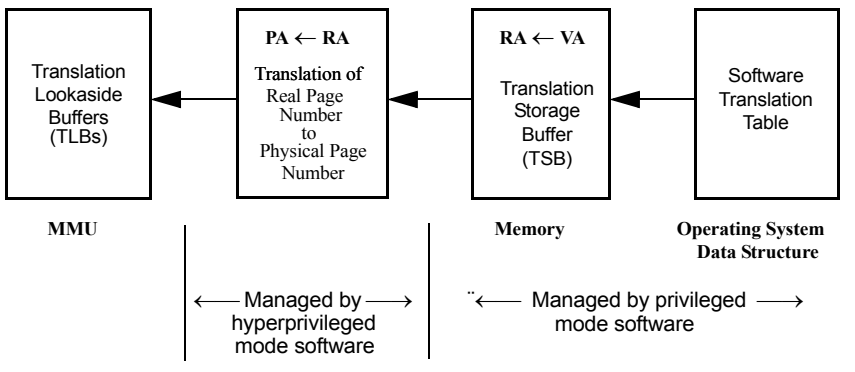 Translation
Lookaside
Buffers
(TLBs)
PA ← RA
Translation of
Real Page
Number
to
Physical Page
Number
RA ← VA
Translation
Storage
Buffer
(TSB)
Software
Translation
Table
MMU
Memory
Operating System
Data Structure
← Managed by →
hyperprivileged
mode software
¨← Managed by privileged →
mode software